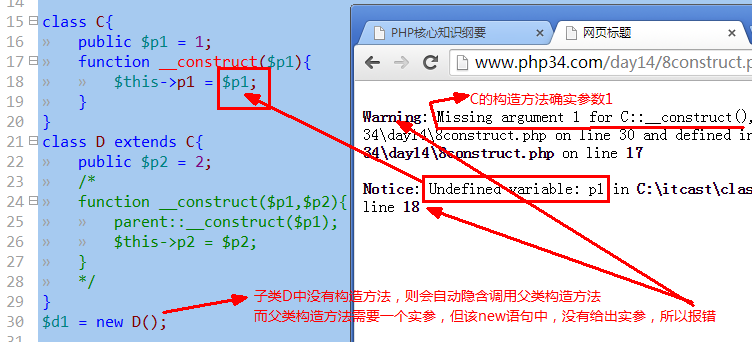 14
15 class C{
16 » public $p1 = 1;
17 » function __construct($p1){
18 » » $this->p1 = $p1;
19 » }
20 }
21 class D extends C{
22 » public $p2 = 2;
23 » /*
24 » function __construct($p1,$p2){
25 » » parent::__construct($p1);
26 » » $this->p2 = $p2;
27 » }
28 » */
29 }
30 $d1 = new D();
子类D中没有构造方法，则会自动隐含调用父类构造方法
而父类构造方法需要一个实参，但该new语句中，没有给出实参，所以报错
PHP核心知识纲要
网页标题
www.php34.com/day14/8construct.p
C的构造方法确实参数1
Warning: Missing argument 1 for C::__construct(),
34\day14\8construct.php on line 30 and defined in
34\day14\8construct.php on line 17
Notice: Undefined variable: p1 in C:\itcast\clas
line 18